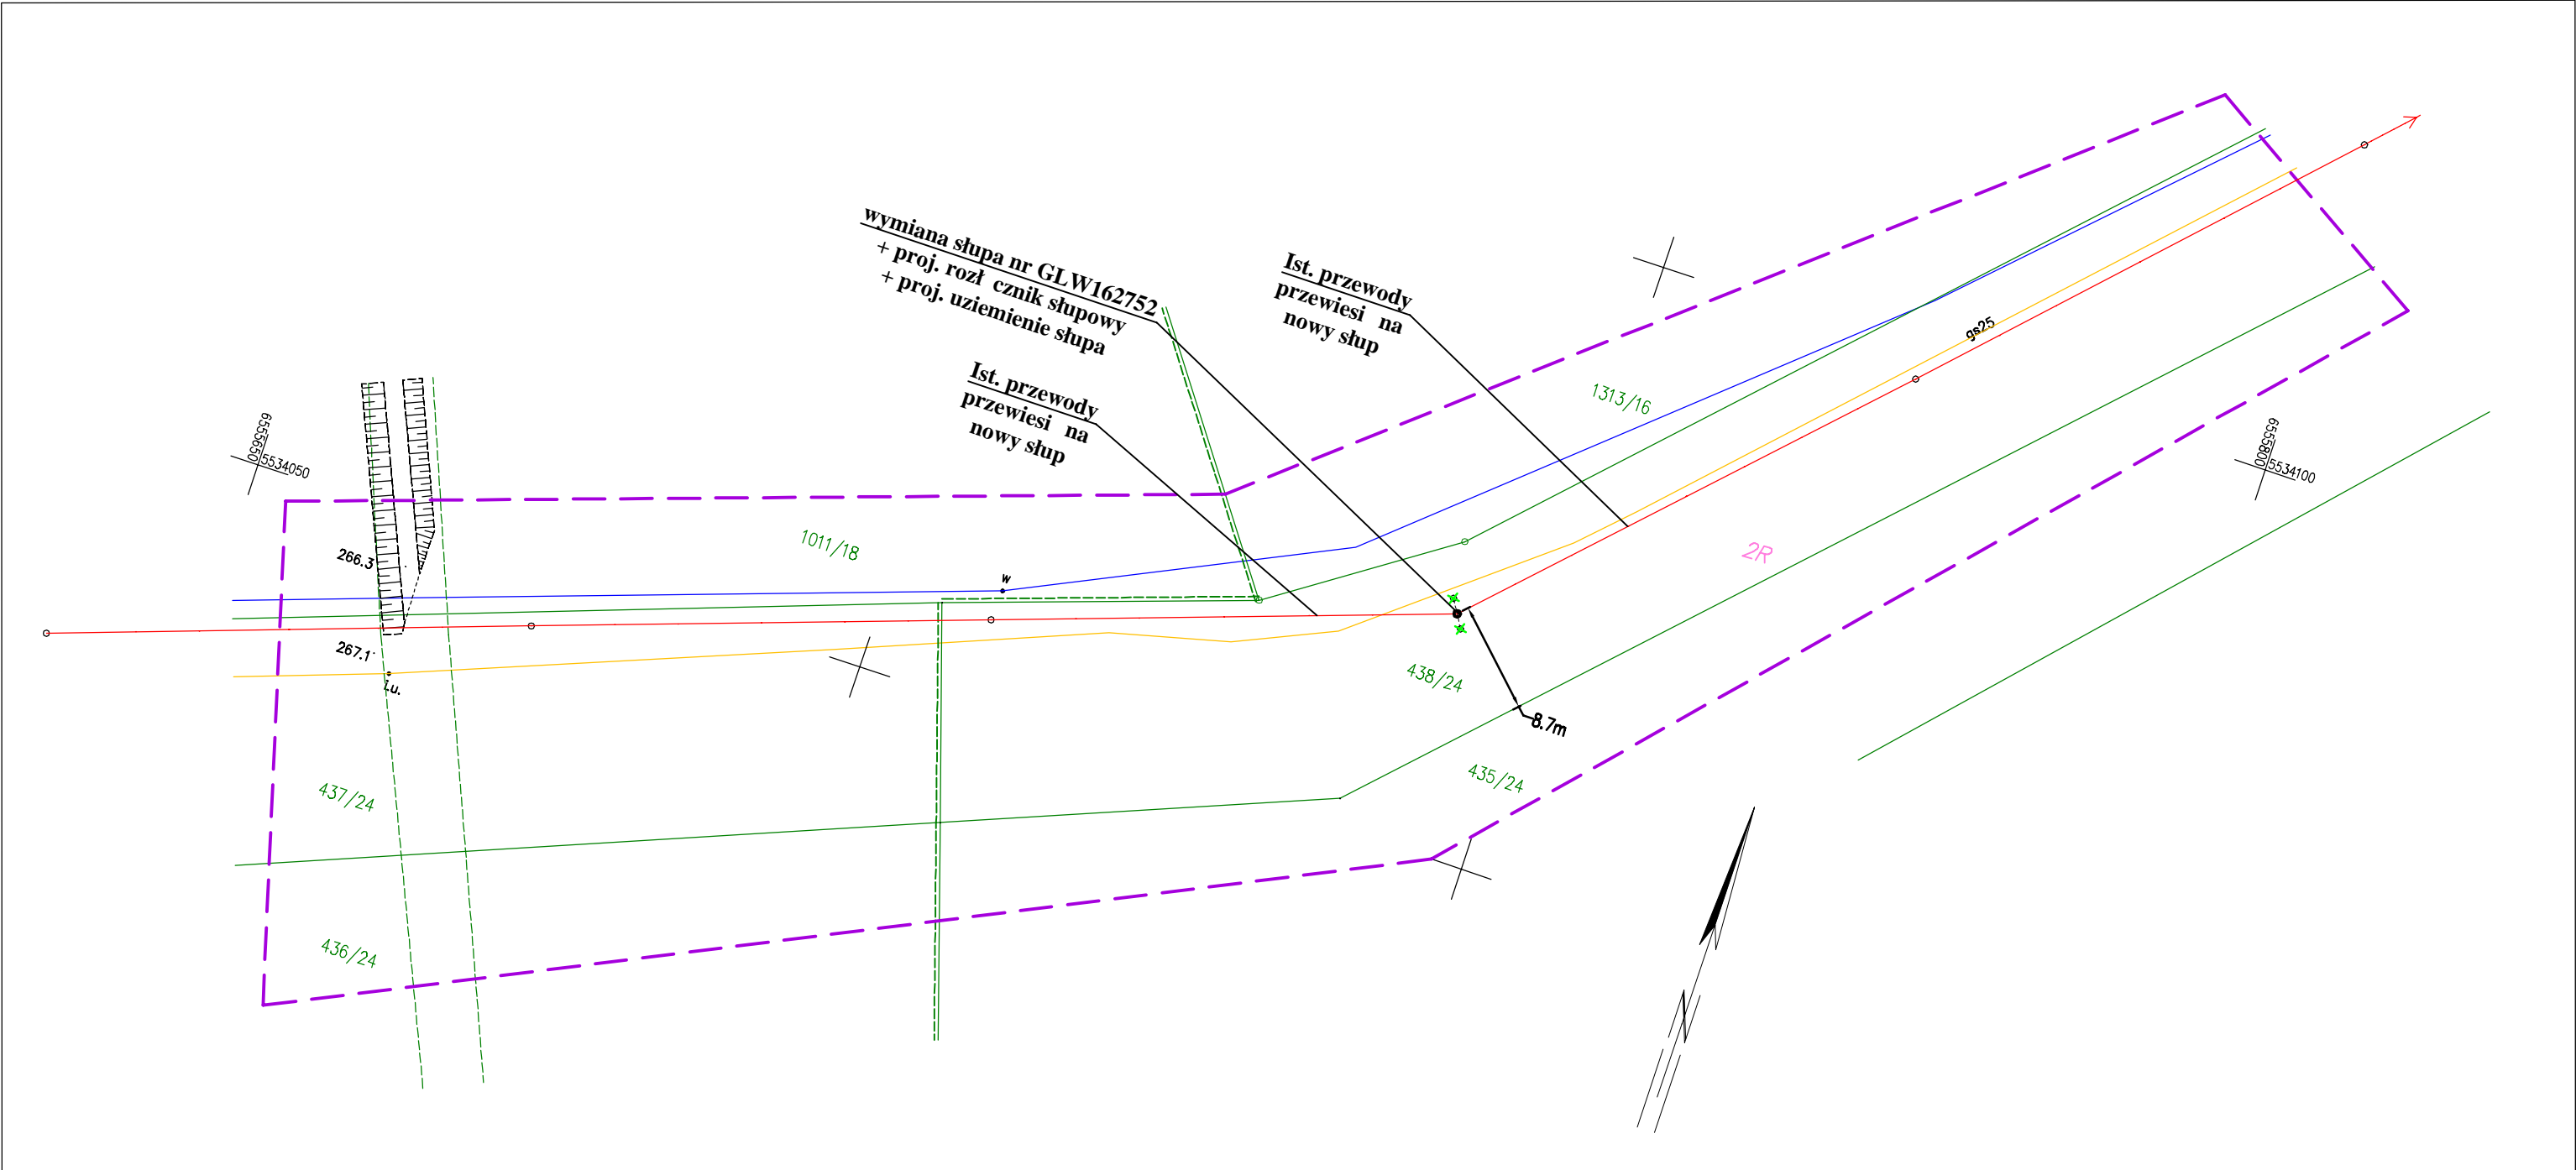 wymiana słupa nr GLW162752
+ proj. rozł cznik słupowy
+ proj. uziemienie słupa
Ist. przewody
przewiesi na
nowy słup
Ist. przewody
przewiesi na
nowy słup
1313/16
gs25
6555650
5534050
6555800
5534100
266.3
1011/18
w
2R
267.1
Lu.
438/24
8.7m
437/24
435/24
436/24
N